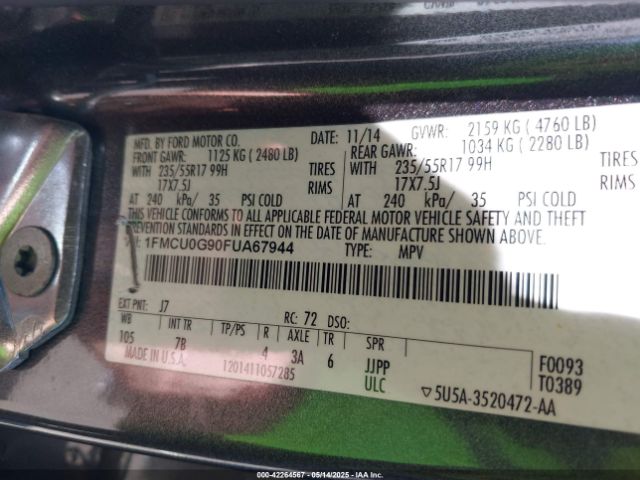 MFD. BY FORD MOTOR CO. DATE: 11/14 GVWR: 2159 KG ( 4760 LB)
FRONT GAWR: 1125 KG ( 2480 LB) REAR GAWR: 1034 KG ( 2280 LB)
WITH 235/55R17 99H TIRES WITH 235/55R17 99H TIRES
17X7.5J RIMS 17X7.5J RIMS
AT 240 kPa/ 35 PSI COLD AT 240 kPa/ 35 PSI COLD
THIS VEHICLE CONFORMS TO ALL APPLICABLE FEDERAL MOTOR VEHICLE SAFETY AND THEFT
PREVENTION STANDARDS IN EFFECT ON THE DATE OF MANUFACTURE SHOWN ABOVE.
1FMCU0G90FUA67944 TYPE: MPV
EXT PNT: J7 RC: 72 DSO:
WB INT TR TP/PS R AXLE TR SPR
105 7B 4 3A 6 JJPP F0093
MADE IN U.S.A. 1201411057285 ULC T0389
▽5U5A-3520472-AA
000-42264567 - 05/14/2025 - IAAI.com